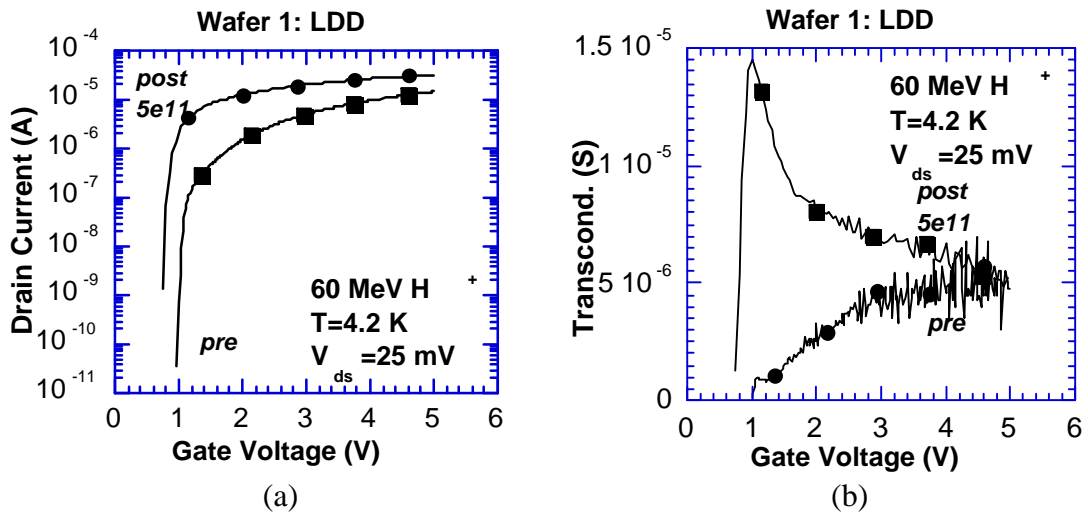 Wafer 1: LDD
Drain Current (A)
10⁻⁴
10⁻⁵
10⁻⁶
10⁻⁷
10⁻⁸
10⁻⁹
10⁻¹⁰
10⁻¹¹
post
5e11
60 MeV H⁺
T=4.2 K
V_ds =25 mV
pre
0 1 2 3 4 5 6
Gate Voltage (V)
(a)
Wafer 1: LDD
Transcond. (S)
1.5 10⁻⁵
1 10⁻⁵
5 10⁻⁶
0
60 MeV H⁺
T=4.2 K
V_ds =25 mV
post
5e11
pre
0 1 2 3 4 5 6
Gate Voltage (V)
(b)